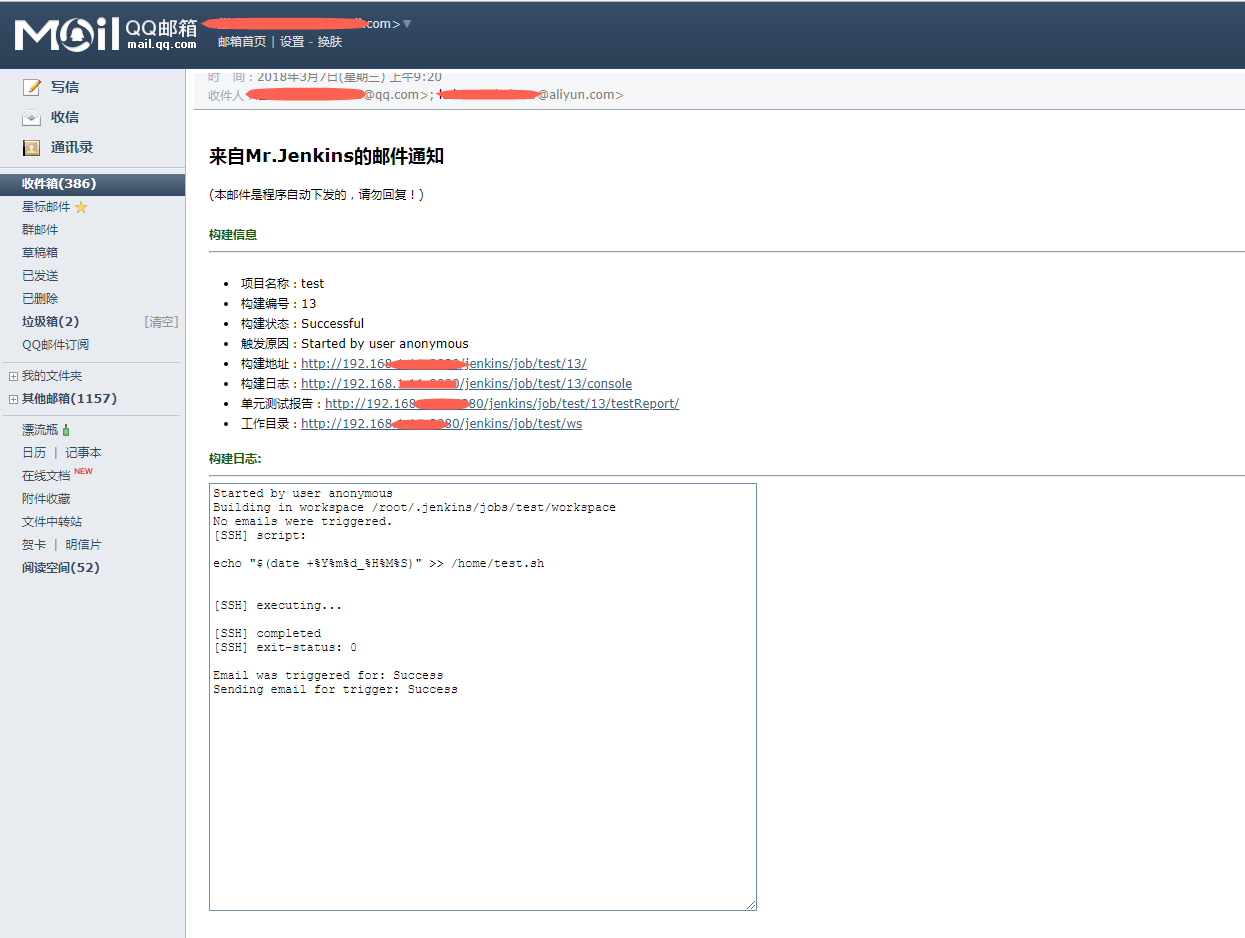 Mail QQ邮箱
mail.qq.com
com>
邮箱首页 | 设置 - 换肤
写信
收信
通讯录
收件箱(386)
星标邮件
群邮件
草稿箱
已发送
已删除
垃圾箱(2) [清空]
QQ邮件订阅
我的文件夹
其他邮箱(1157)
漂流瓶
日历 | 记事本
在线文档 NEW
附件收藏
文件中转站
贺卡 | 明信片
阅读空间(52)
时 间：2018年3月7日(星期三) 上午9:20
收件人 @qq.com>; @aliyun.com>
来自Mr.Jenkins的邮件通知
(本邮件是程序自动下发的，请勿回复！)
构建信息
项目名称：test
构建编号：13
构建状态：Successful
触发原因：Started by user anonymous
构建地址：http://192.168 /jenkins/job/test/13/
构建日志：http://192.168.1 0/jenkins/job/test/13/console
单元测试报告：http://192.168 80/jenkins/job/test/13/testReport/
工作目录：http://192.168 80/jenkins/job/test/ws
构建日志:
Started by user anonymous
Building in workspace /root/.jenkins/jobs/test/workspace
No emails were triggered.
[SSH] script:
echo "$(date +%Y%m%d_%H%M%S)" >> /home/test.sh
[SSH] executing...
[SSH] completed
[SSH] exit-status: 0
Email was triggered for: Success
Sending email for trigger: Success